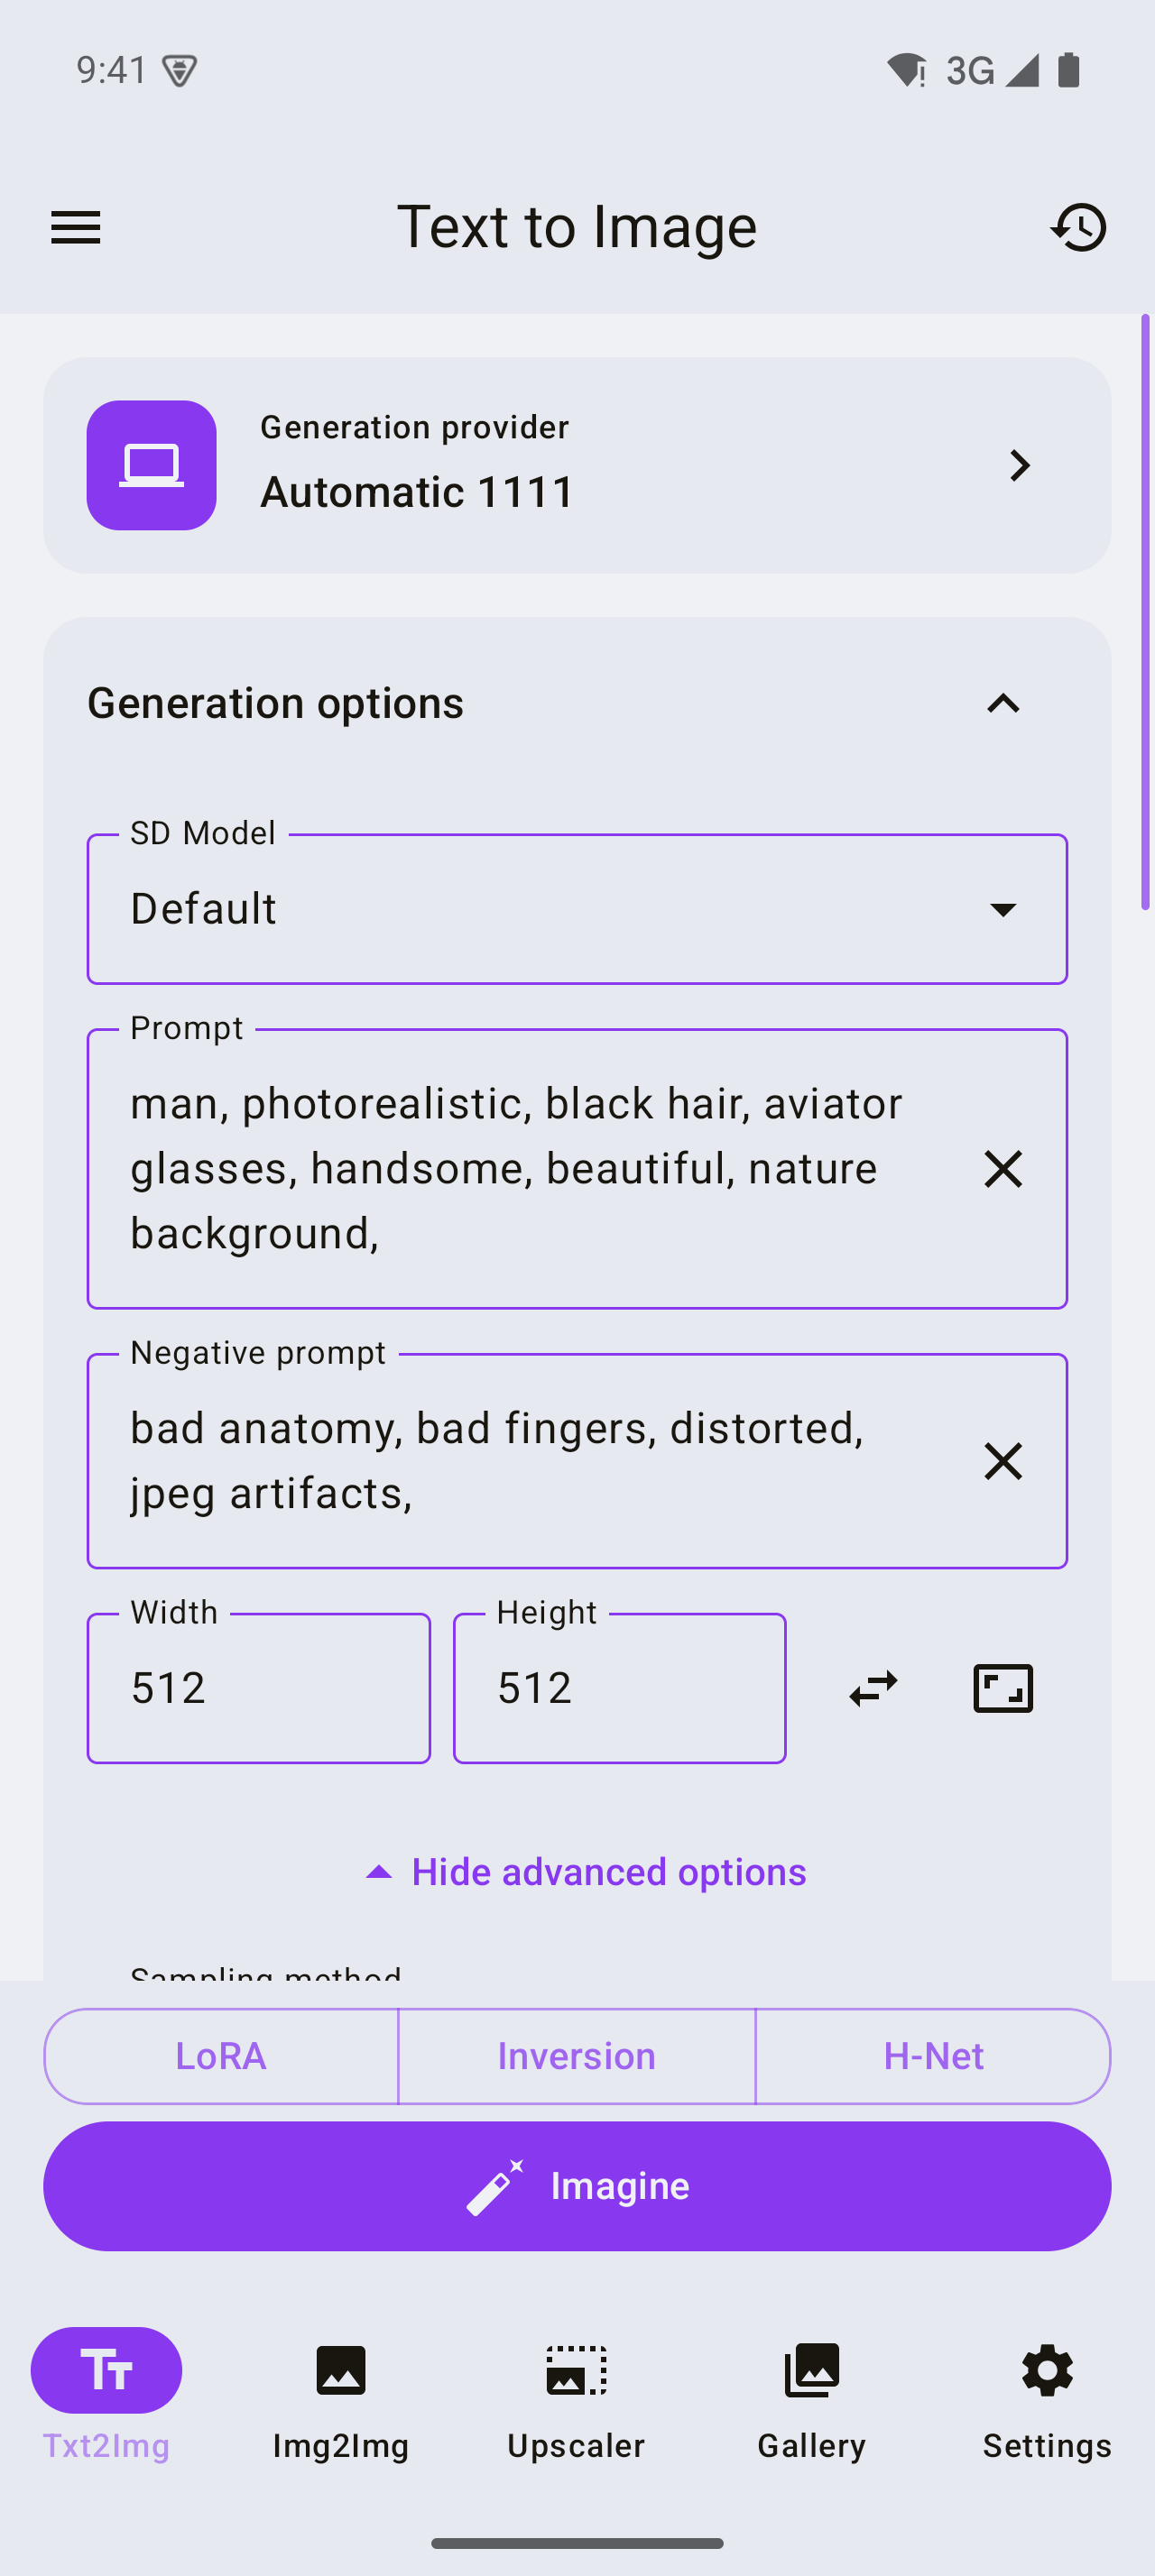 9:41
3G
Text to Image
Generation provider
Automatic 1111
Generation options
SD Model
Default
Prompt
man, photorealistic, black hair, aviator
glasses, handsome, beautiful, nature
background,
Negative prompt
bad anatomy, bad fingers, distorted,
jpeg artifacts,
Width
512
Height
512
Hide advanced options
Sampling method
LoRA
Inversion
H-Net
Imagine
Txt2Img
Img2Img
Upscaler
Gallery
Settings